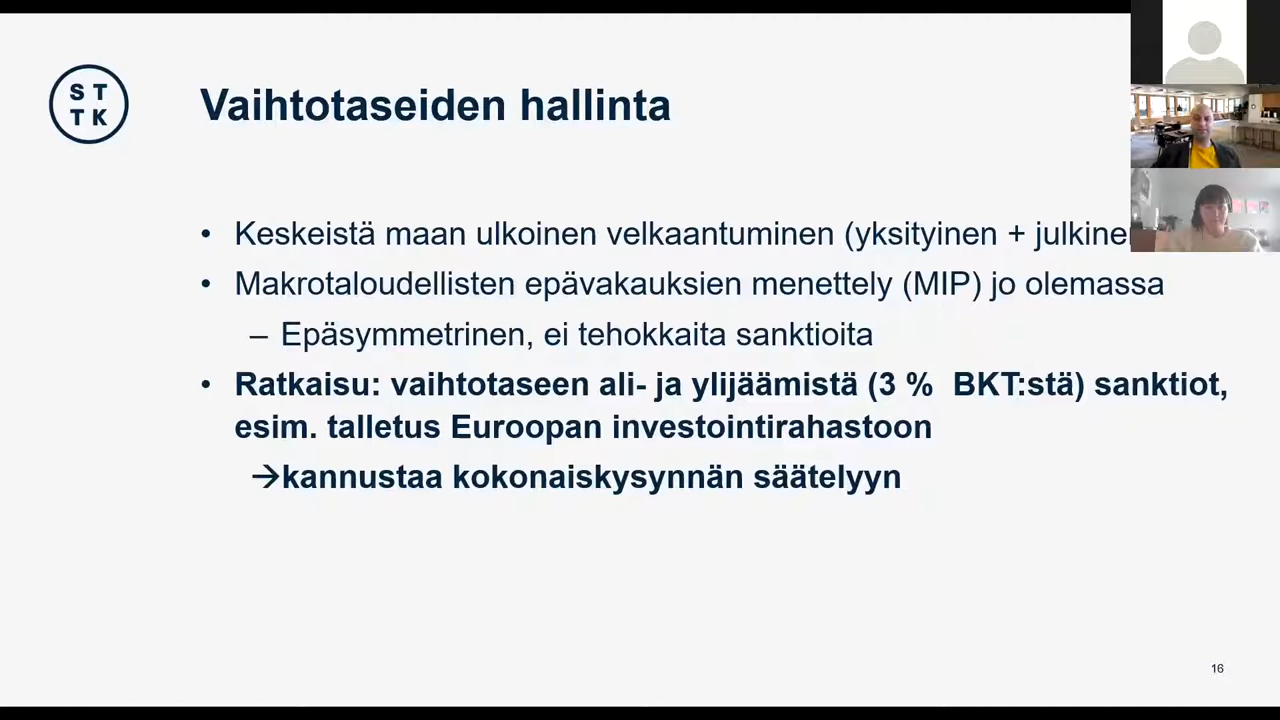 S T
T K
Vaihtotaseiden hallinta
• Keskeistä maan ulkoinen velkaantuminen (yksityinen +
• Makrotaloudellisten epävakauksien menettely (MIP) jo olemassa
– Epäsymmetrinen, ei tehokkaita sanktioita
• Ratkaisu: vaihtotaseen ali- ja ylijäämistä (3 % BKT:stä) sanktiot,
esim. talletus Euroopan investointirahastoon
→kannustaa kokonaiskysynnän säätelyyn
16